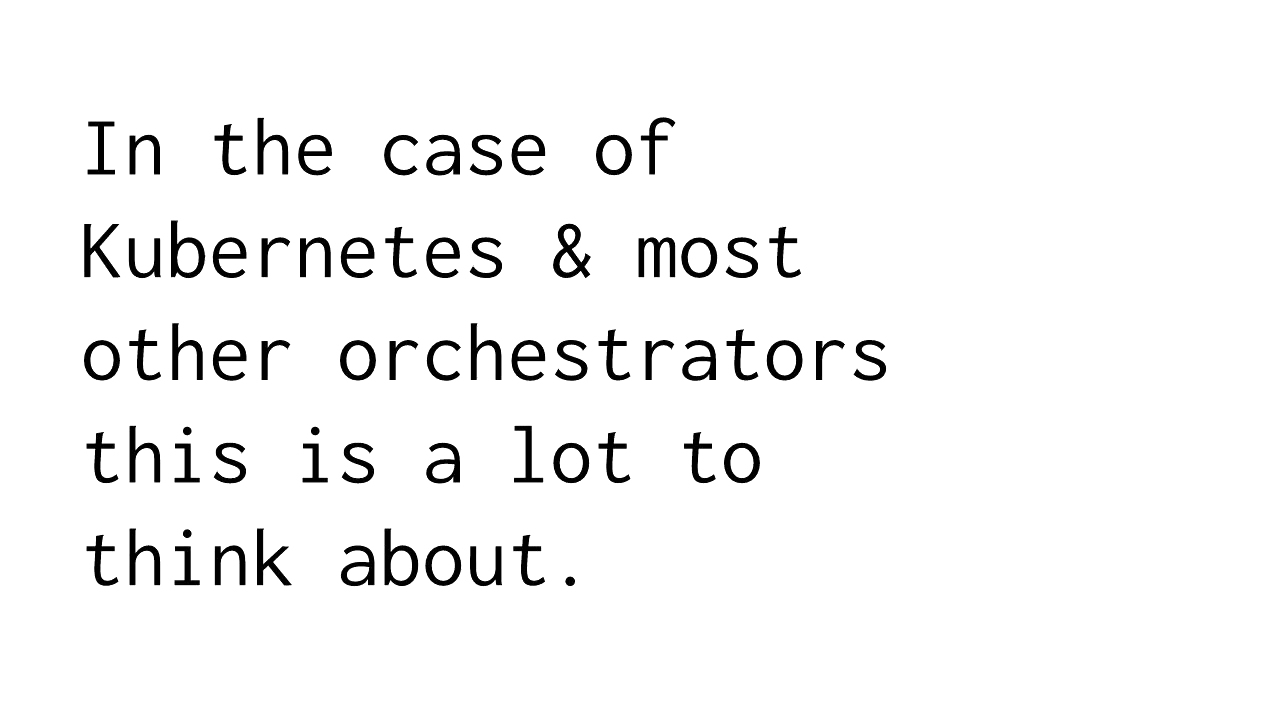 In the case of
Kubernetes & most
other orchestrators
this is a lot to
think about.